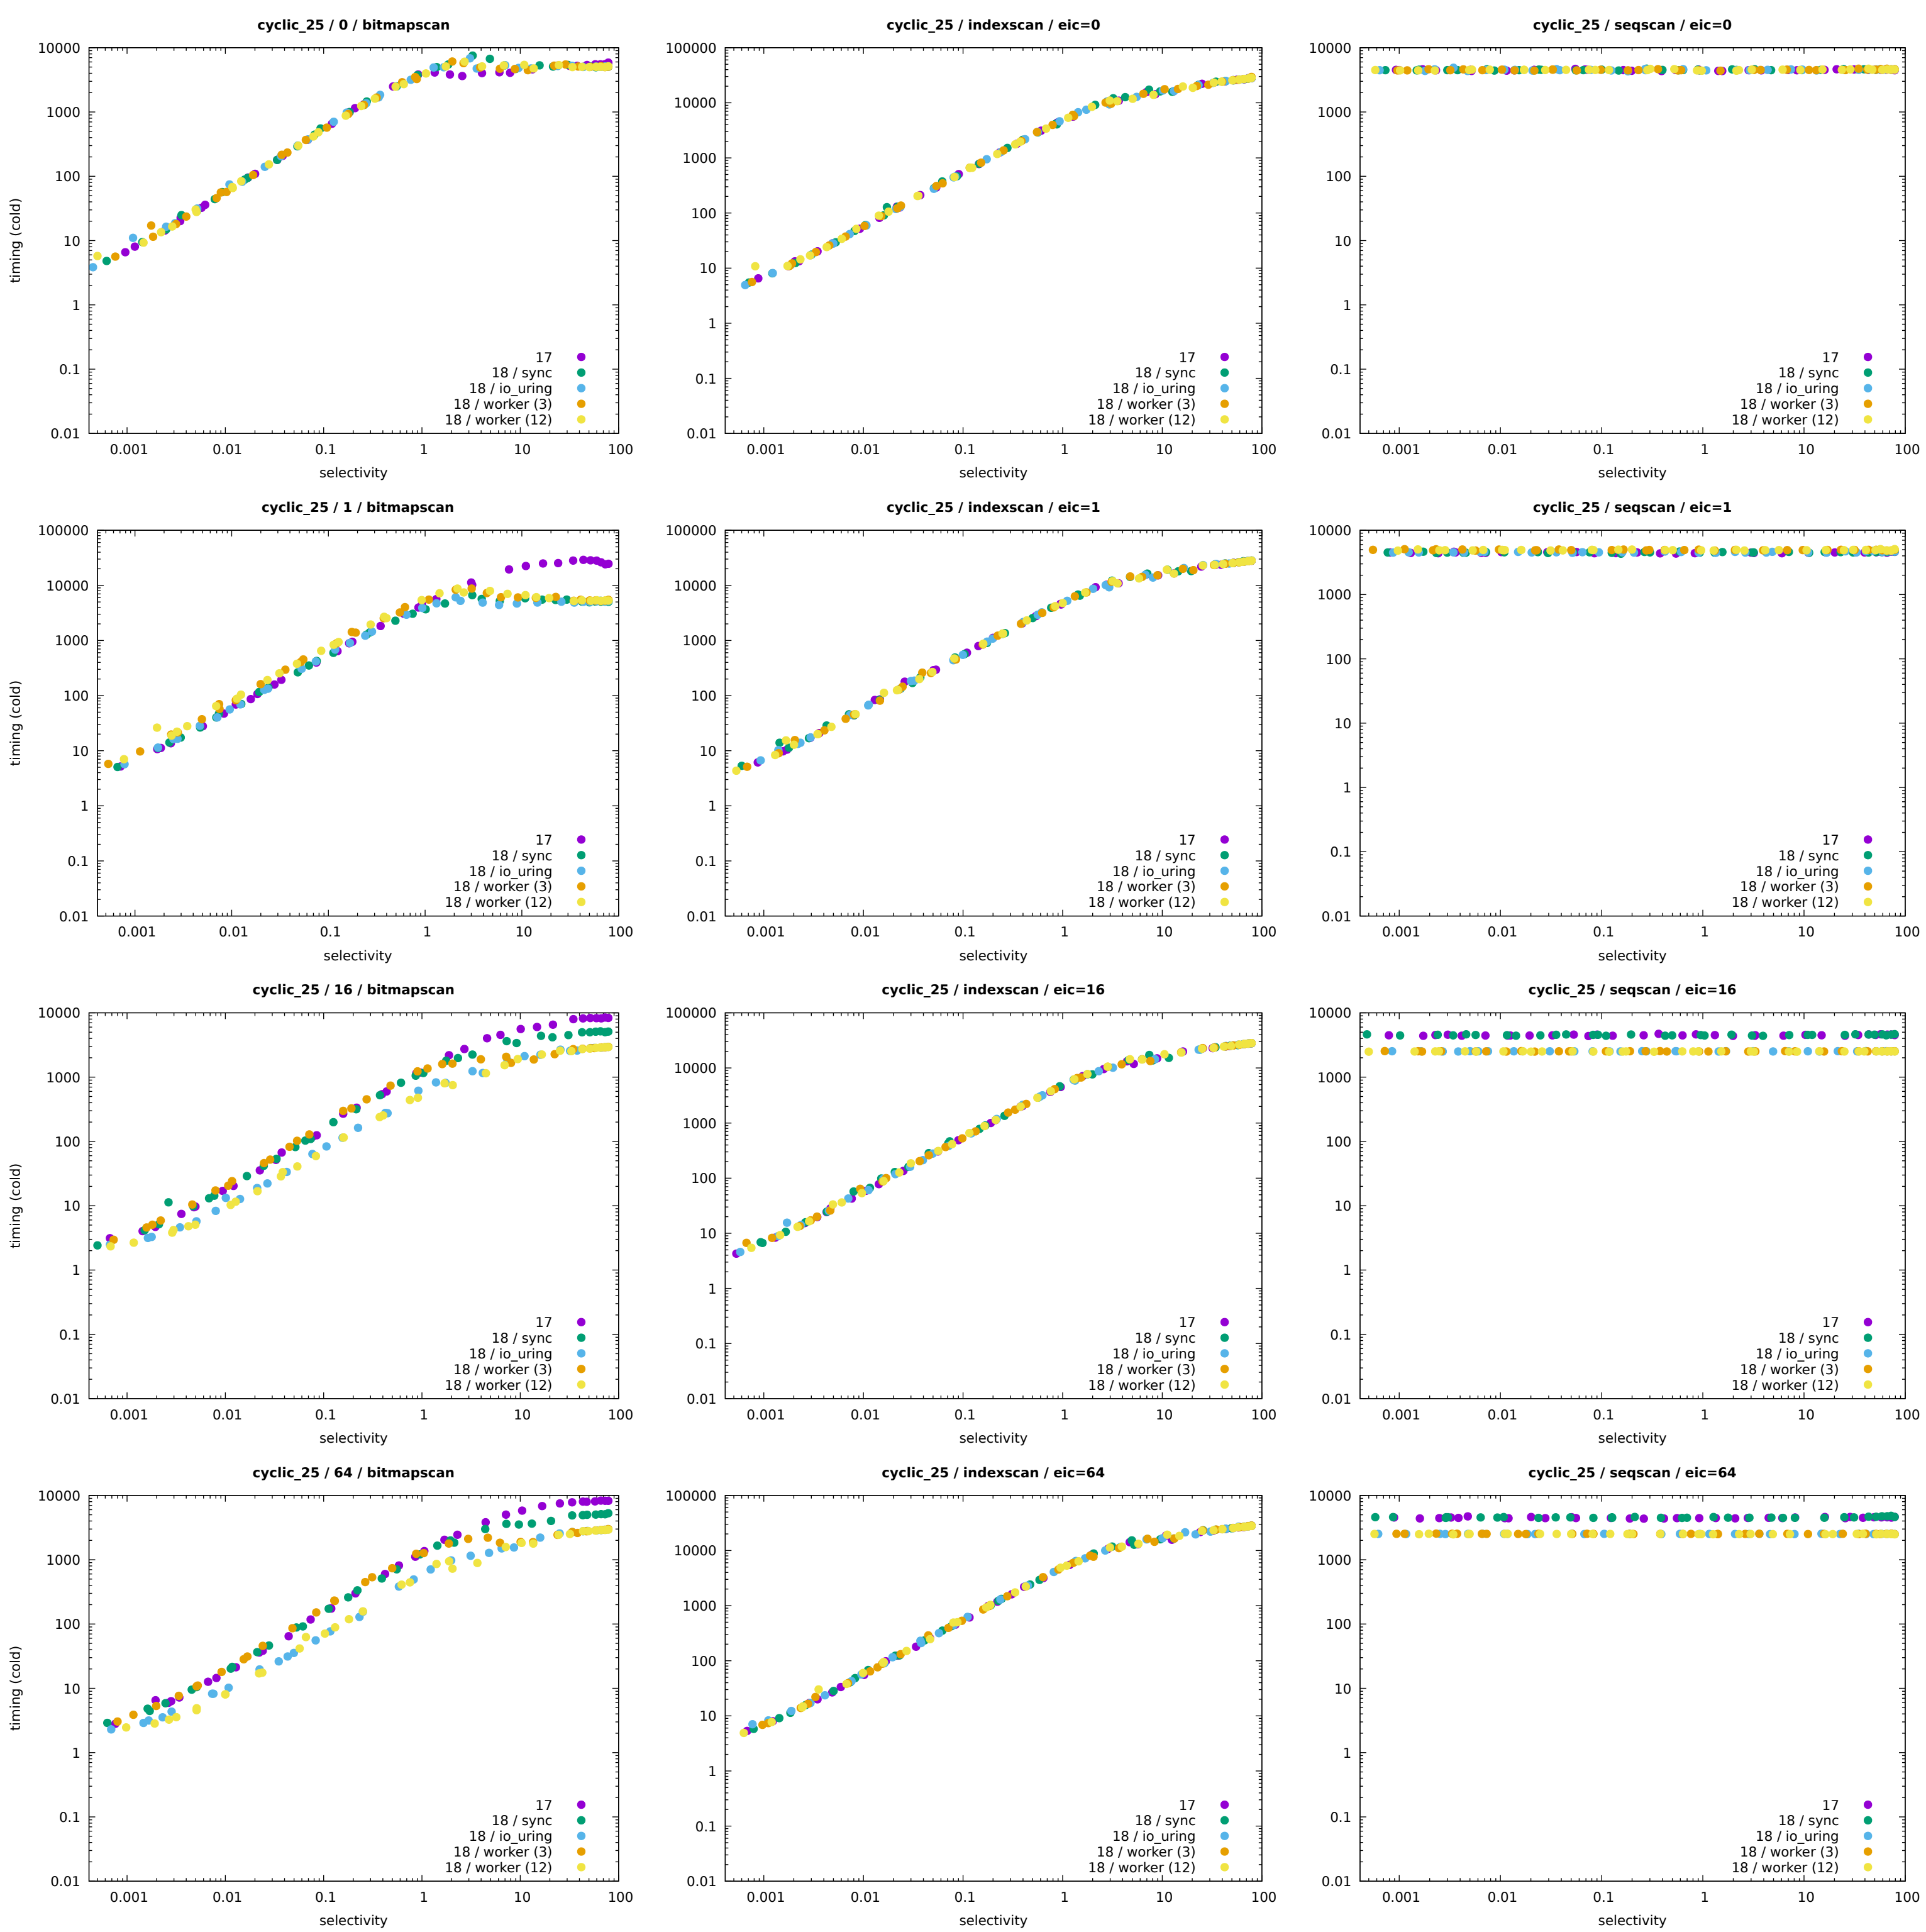 cyclic_25 / 0 / bitmapscan
10000
1000
100
10
1
0.1
0.01
timing (cold)
17
18 / sync
18 / io_uring
18 / worker (3)
18 / worker (12)
0.001 0.01 0.1 1 10 100
selectivity
cyclic_25 / indexscan / eic=0
100000
10000
1000
100
10
1
0.1
0.01
17
18 / sync
18 / io_uring
18 / worker (3)
18 / worker (12)
0.001 0.01 0.1 1 10 100
selectivity
cyclic_25 / seqscan / eic=0
10000
1000
100
10
1
0.1
0.01
17
18 / sync
18 / io_uring
18 / worker (3)
18 / worker (12)
0.001 0.01 0.1 1 10 100
selectivity
cyclic_25 / 1 / bitmapscan
100000
10000
1000
100
10
1
0.1
0.01
timing (cold)
17
18 / sync
18 / io_uring
18 / worker (3)
18 / worker (12)
0.001 0.01 0.1 1 10 100
selectivity
cyclic_25 / indexscan / eic=1
100000
10000
1000
100
10
1
0.1
0.01
17
18 / sync
18 / io_uring
18 / worker (3)
18 / worker (12)
0.001 0.01 0.1 1 10 100
selectivity
cyclic_25 / seqscan / eic=1
10000
1000
100
10
1
0.1
0.01
17
18 / sync
18 / io_uring
18 / worker (3)
18 / worker (12)
0.001 0.01 0.1 1 10 100
selectivity
cyclic_25 / 16 / bitmapscan
10000
1000
100
10
1
0.1
0.01
timing (cold)
17
18 / sync
18 / io_uring
18 / worker (3)
18 / worker (12)
0.001 0.01 0.1 1 10 100
selectivity
cyclic_25 / indexscan / eic=16
100000
10000
1000
100
10
1
0.1
0.01
17
18 / sync
18 / io_uring
18 / worker (3)
18 / worker (12)
0.001 0.01 0.1 1 10 100
selectivity
cyclic_25 / seqscan / eic=16
10000
1000
100
10
1
0.1
0.01
17
18 / sync
18 / io_uring
18 / worker (3)
18 / worker (12)
0.001 0.01 0.1 1 10 100
selectivity
cyclic_25 / 64 / bitmapscan
10000
1000
100
10
1
0.1
0.01
timing (cold)
17
18 / sync
18 / io_uring
18 / worker (3)
18 / worker (12)
0.001 0.01 0.1 1 10 100
selectivity
cyclic_25 / indexscan / eic=64
100000
10000
1000
100
10
1
0.1
0.01
17
18 / sync
18 / io_uring
18 / worker (3)
18 / worker (12)
0.001 0.01 0.1 1 10 100
selectivity
cyclic_25 / seqscan / eic=64
10000
1000
100
10
1
0.1
0.01
17
18 / sync
18 / io_uring
18 / worker (3)
18 / worker (12)
0.001 0.01 0.1 1 10 100
selectivity